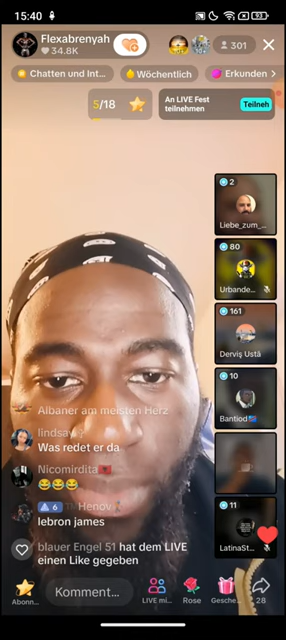 15:40
93
Flexabrenyah
34.8K
301
Chatten und Int...
Wöchentlich
Erkunden
5/18
An LIVE Fest
teilnehmen
Teilneh
2
Liebe_zum_...
80
Urbande...
161
Derviş Ustā
10
Bantiod
Albaner am meisten Herz
lindsay
Was redet er da
Nicomirdita
😂😂😂
6 Henov
lebron james
11
LatinaSt...
blauer Engel 51 hat dem LIVE
einen Like gegeben
Abonn...
Kommenta...
LIVE mi...
Rose
Gesche...
28